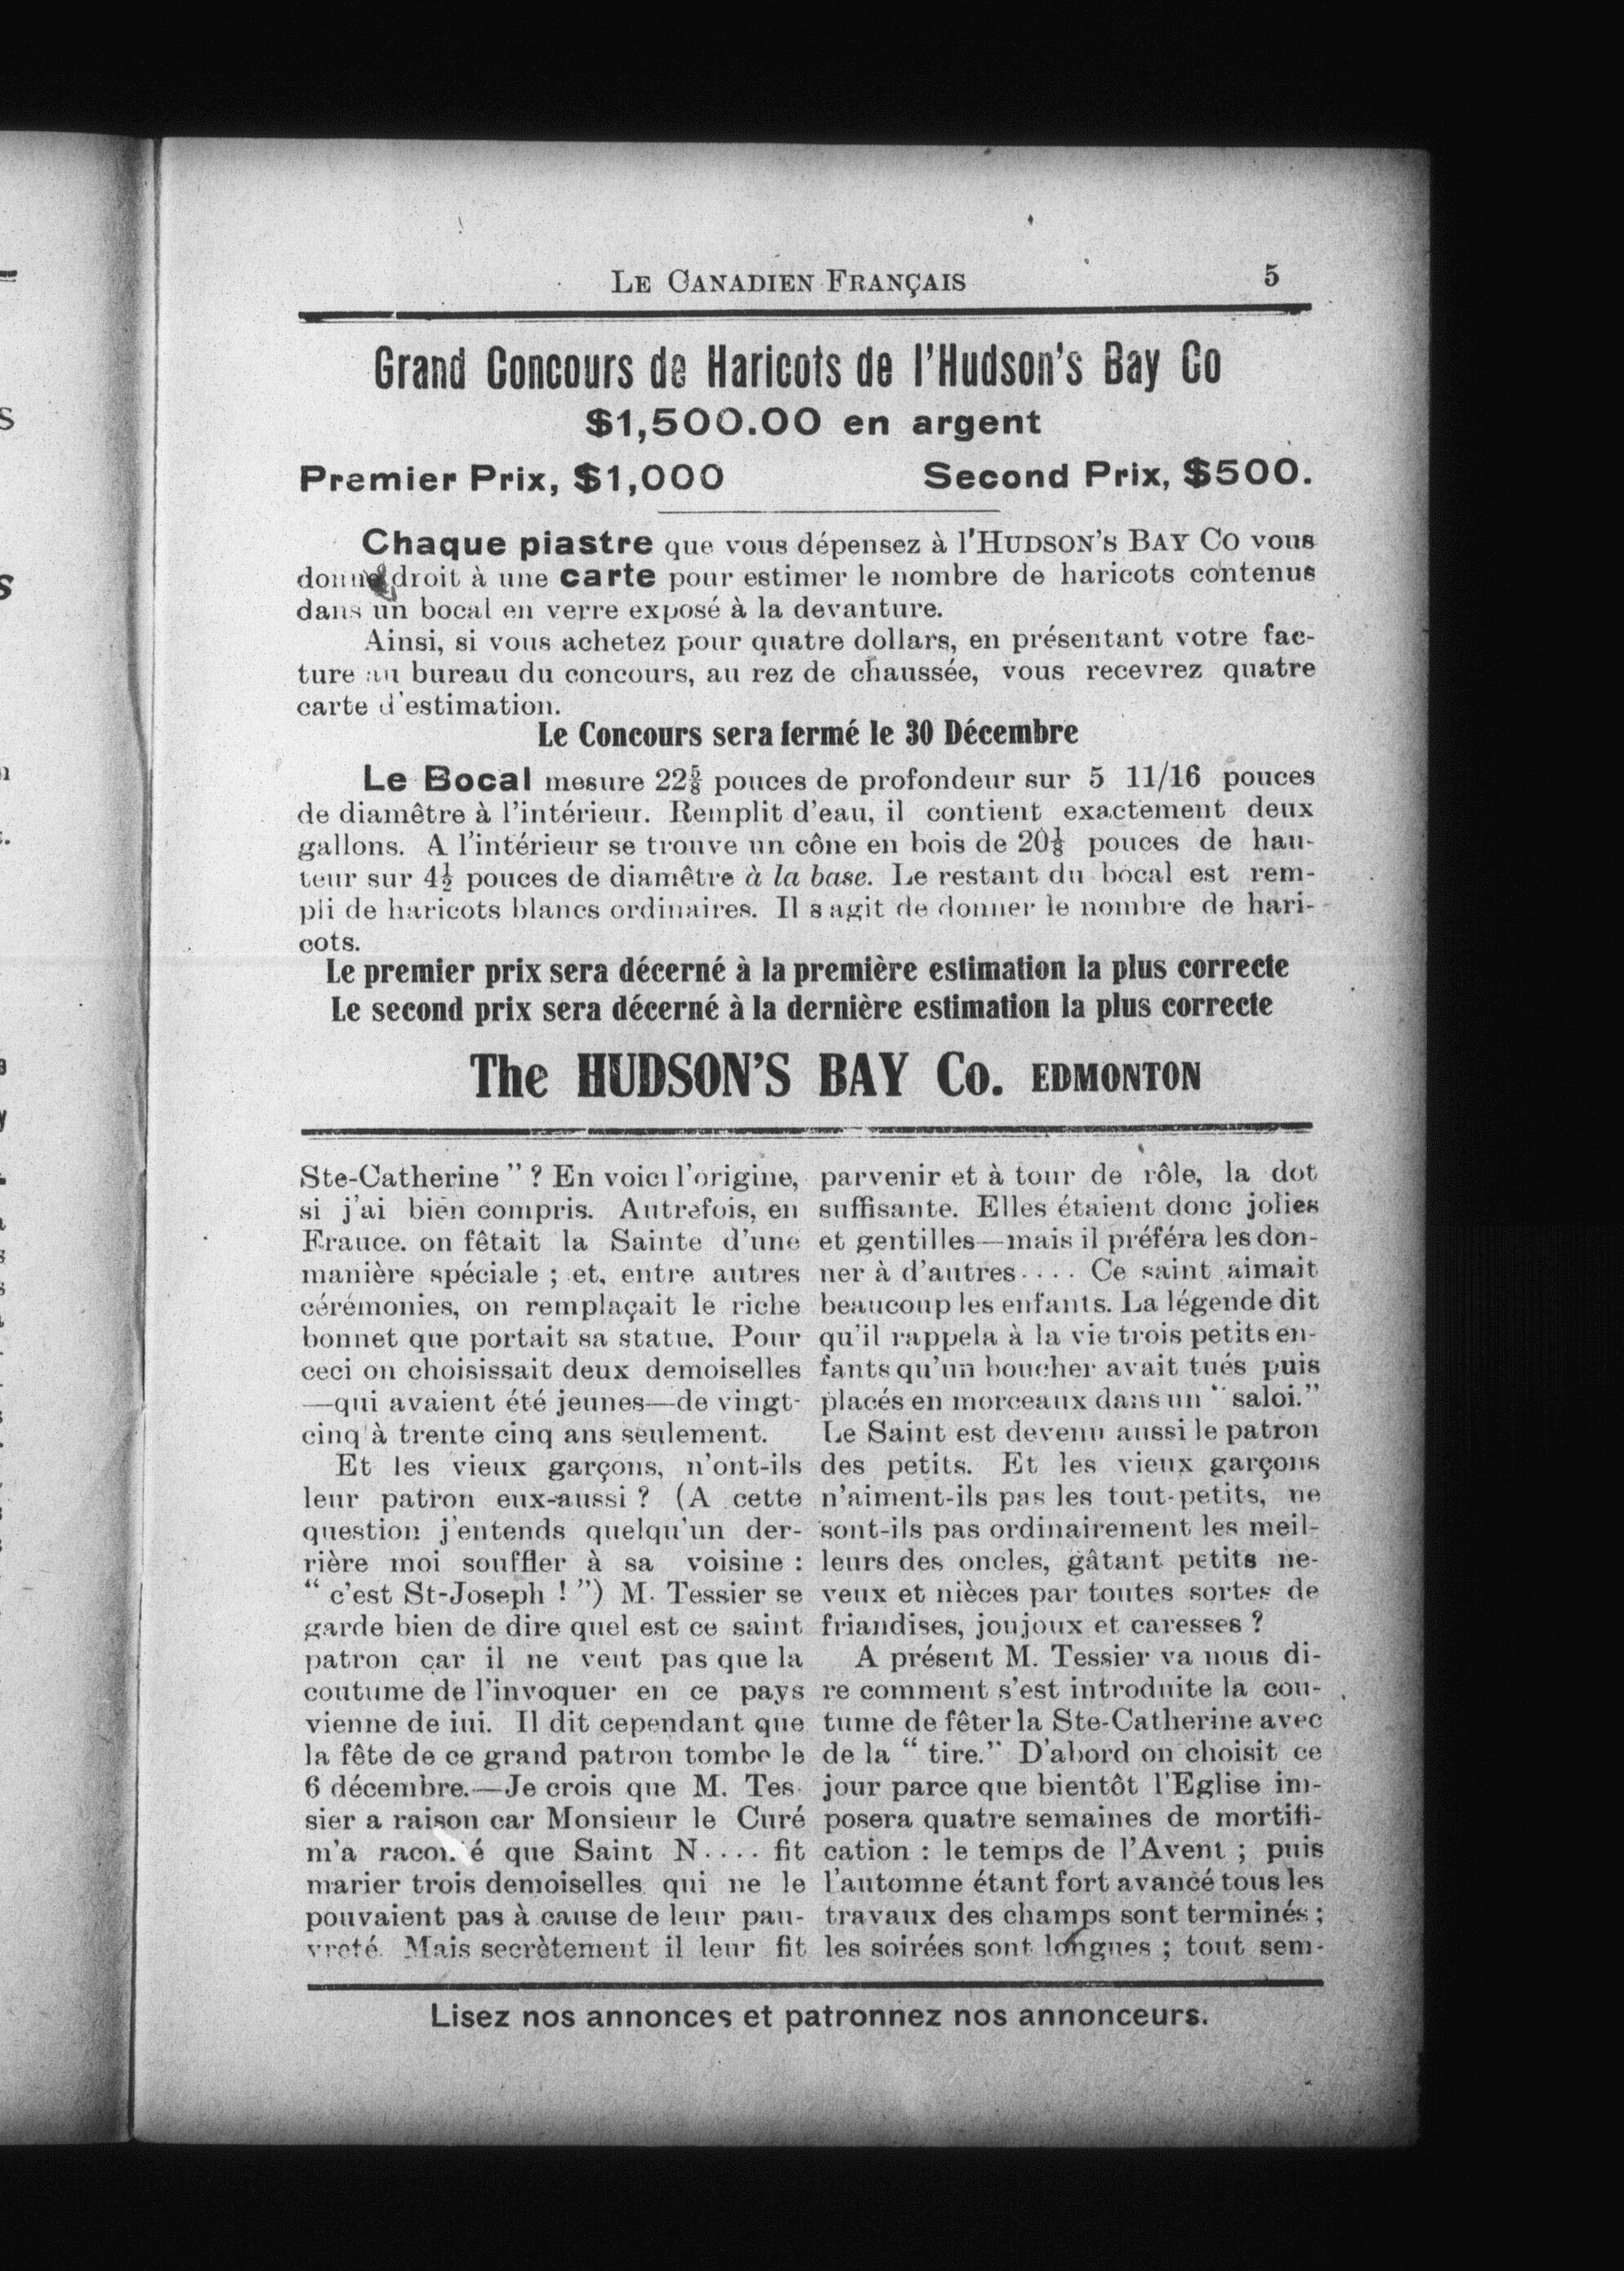 LE CANADIEN FRANÇAIS 5
Grand Concours de Haricots de l'Hudson's Bay Co
$1,500.00 en argent
Premier Prix, $1,000 Second Prix, $500.
Chaque piastre que vous dépensez à l'HUDSON'S BAY CO vous
donne droit à une carte pour estimer le nombre de haricots contenus
dans un bocal en verre exposé à la devanture.
Ainsi, si vous achetez pour quatre dollars, en présentant votre fac-
ture au bureau du concours, au rez de chaussée, vous recevrez quatre
carte d'estimation.
Le Concours sera fermé le 30 Décembre
Le Bocal mesure 22⅝ pouces de profondeur sur 5 11/16 pouces
de diamêtre à l'intérieur. Remplit d'eau, il contient exactement deux
gallons. A l'intérieur se trouve un cône en bois de 20⅛ pouces de hau-
teur sur 4½ pouces de diamêtre à la base. Le restant du bocal est rem-
pli de haricots blancs ordinaires. Il s agit de donner le nombre de hari-
cots.
Le premier prix sera décerné à la première estimation la plus correcte
Le second prix sera décerné à la dernière estimation la plus correcte
The HUDSON'S BAY Co. EDMONTON
Ste-Catherine " ? En voici l'origine,
si j'ai bien compris. Autrefois, en
France. on fêtait la Sainte d'une
manière spéciale ; et, entre autres
cérémonies, on remplaçait le riche
bonnet que portait sa statue. Pour
ceci on choisissait deux demoiselles
—qui avaient été jeunes—de vingt-
cinq à trente cinq ans seulement.
Et les vieux garçons, n'ont-ils
leur patron eux-aussi ? (A cette
question j'entends quelqu'un der-
rière moi souffler à sa voisine :
" c'est St-Joseph ! ") M. Tessier se
garde bien de dire quel est ce saint
patron car il ne veut pas que la
coutume de l'invoquer en ce pays
vienne de iui. Il dit cependant que
la fête de ce grand patron tombe le
6 décembre.—Je crois que M. Tes-
sier a raison car Monsieur le Curé
m'a raconté que Saint N.... fit
marier trois demoiselles qui ne le
pouvaient pas à cause de leur pau-
vreté. Mais secrètement il leur fit
parvenir et à tour de rôle, la dot
suffisante. Elles étaient donc jolies
et gentilles—mais il préféra les don-
ner à d'autres.... Ce saint aimait
beaucoup les enfants. La légende dit
qu'il rappela à la vie trois petits en-
fants qu'un boucher avait tués puis
placés en morceaux dans un " saloi."
Le Saint est devenu aussi le patron
des petits. Et les vieux garçons
n'aiment-ils pas les tout-petits, ne
sont-ils pas ordinairement les meil-
leurs des oncles, gâtant petits ne-
veux et nièces par toutes sortes de
friandises, joujoux et caresses ?
A présent M. Tessier va nous di-
re comment s'est introduite la cou-
tume de fêter la Ste-Catherine avec
de la " tire." D'abord on choisit ce
jour parce que bientôt l'Eglise im-
posera quatre semaines de mortifi-
cation : le temps de l'Avent ; puis
l'automne étant fort avancé tous les
travaux des champs sont terminés ;
les soirées sont longues ; tout sem-
Lisez nos annonces et patronnez nos annonceurs.